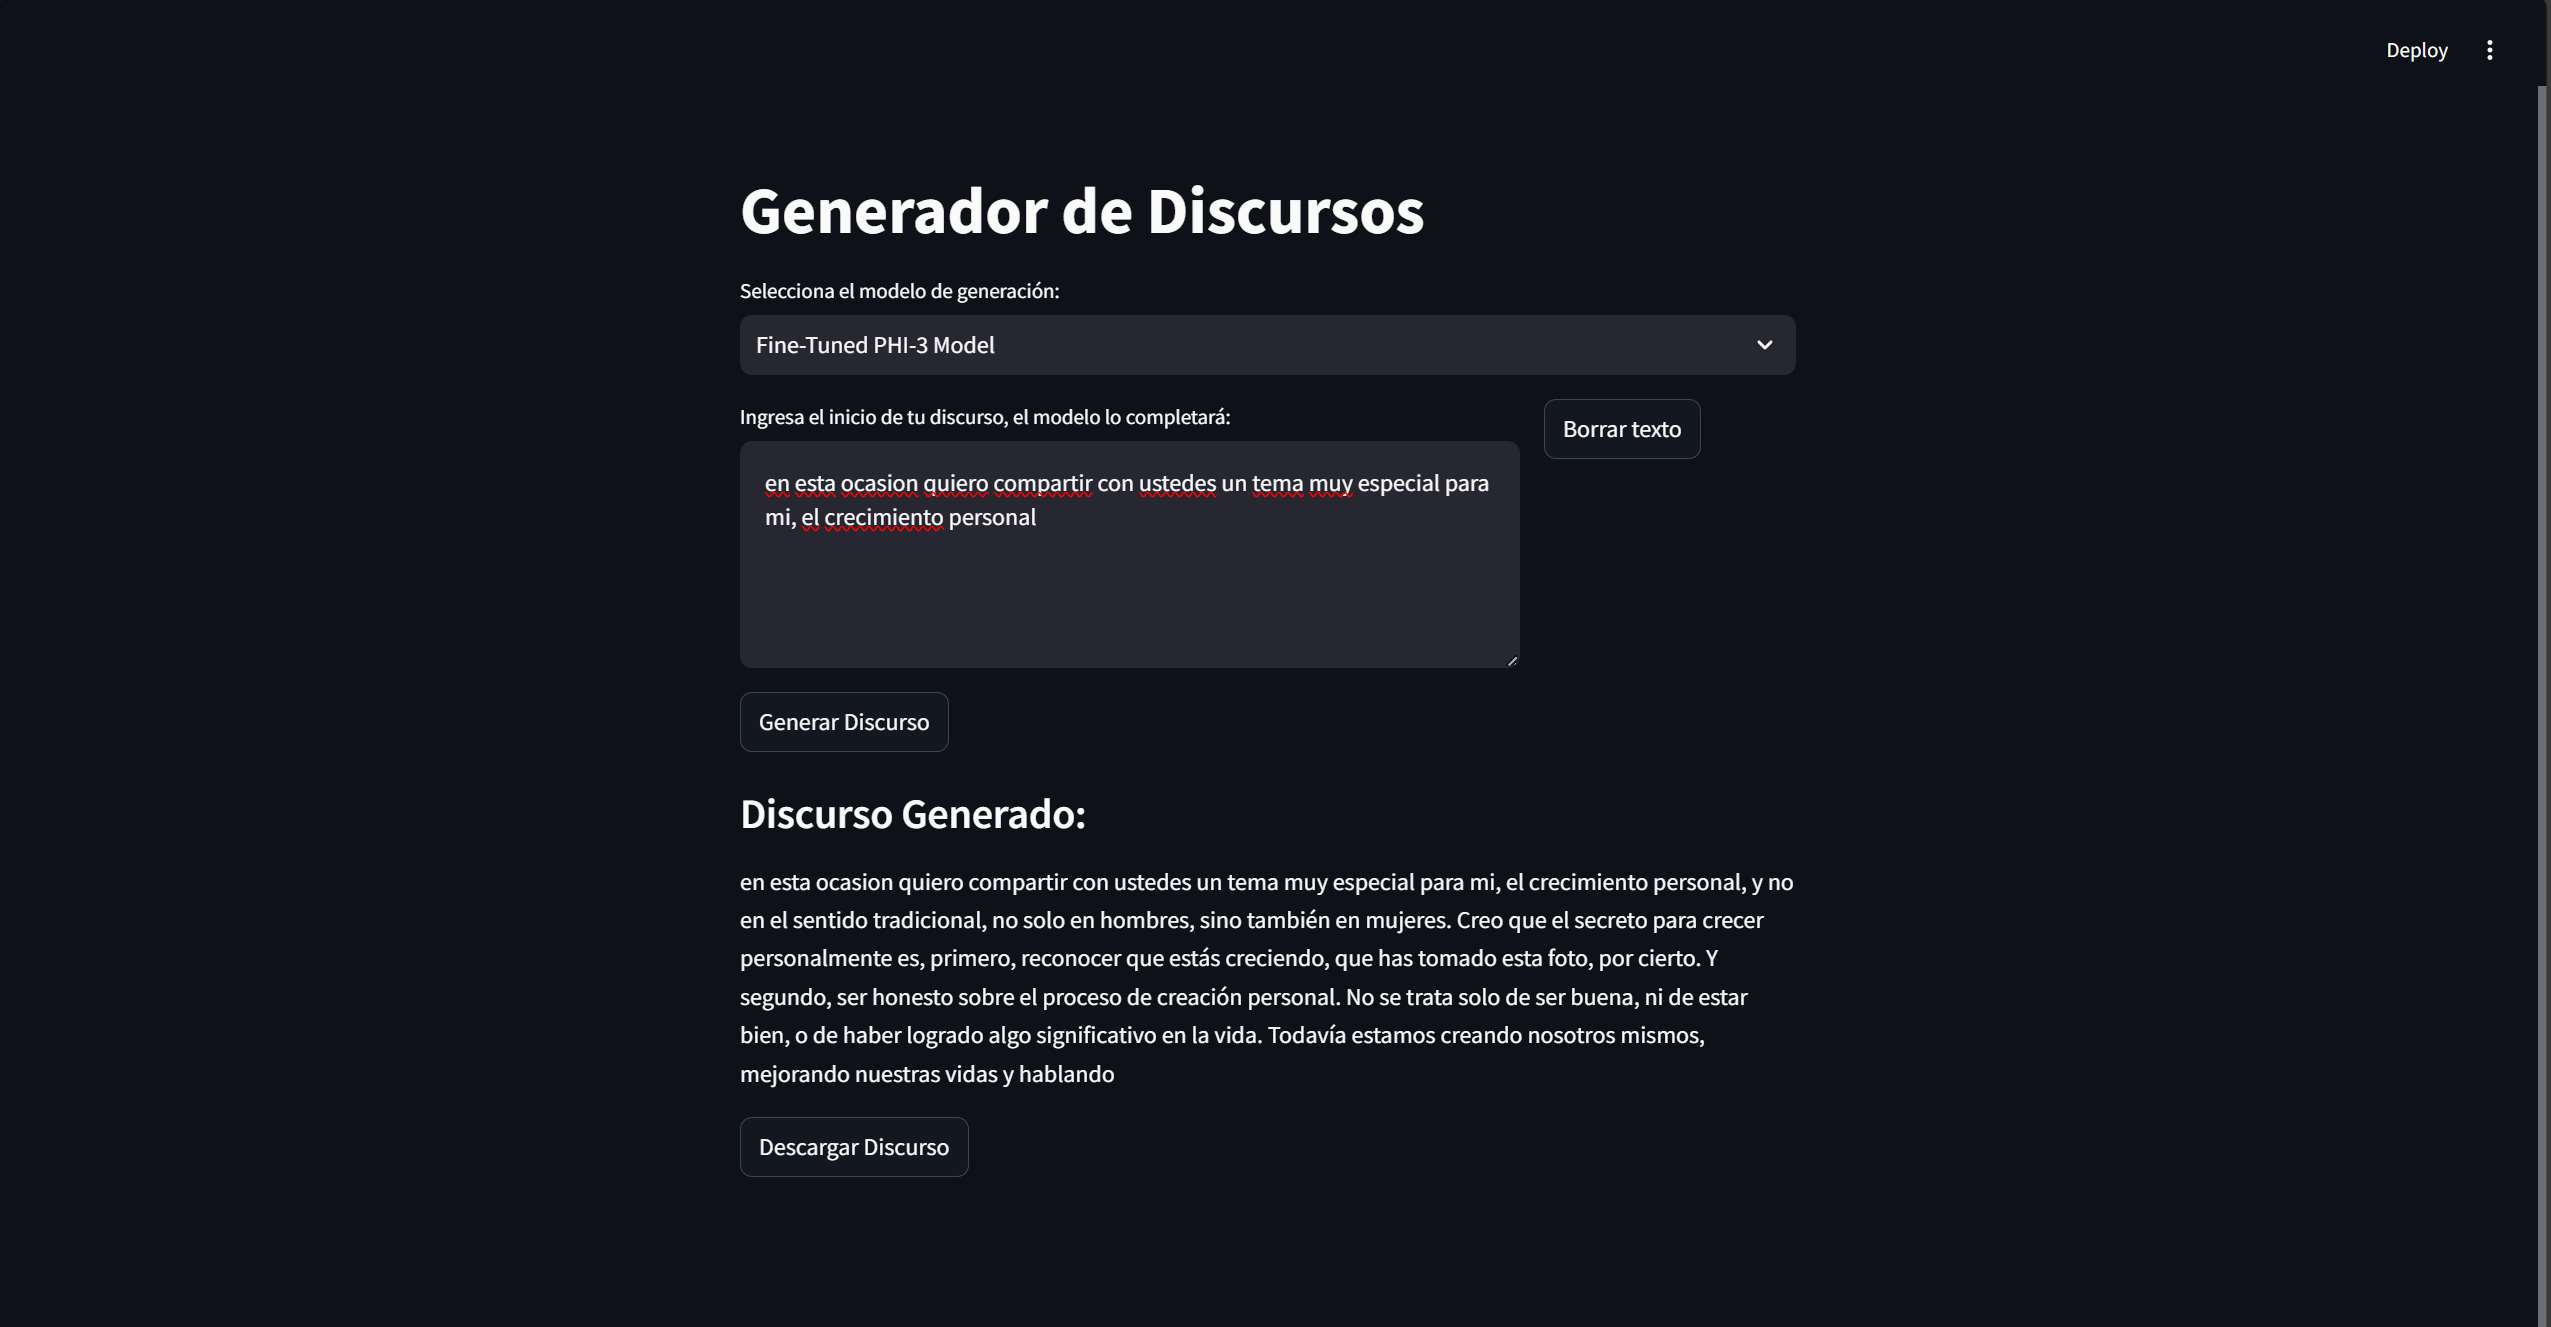 Deploy
Generador de Discursos
Selecciona el modelo de generación:
Fine-Tuned PHI-3 Model
Ingresa el inicio de tu discurso, el modelo lo completará:
Borrar texto
en esta ocasion quiero compartir con ustedes un tema muy especial para
mi, el crecimiento personal
Generar Discurso
Discurso Generado:
en esta ocasion quiero compartir con ustedes un tema muy especial para mi, el crecimiento personal, y no
en el sentido tradicional, no solo en hombres, sino también en mujeres. Creo que el secreto para crecer
personalmente es, primero, reconocer que estás creciendo, que has tomado esta foto, por cierto. Y
segundo, ser honesto sobre el proceso de creación personal. No se trata solo de ser buena, ni de estar
bien, o de haber logrado algo significativo en la vida. Todavía estamos creando nosotros mismos,
mejorando nuestras vidas y hablando
Descargar Discurso